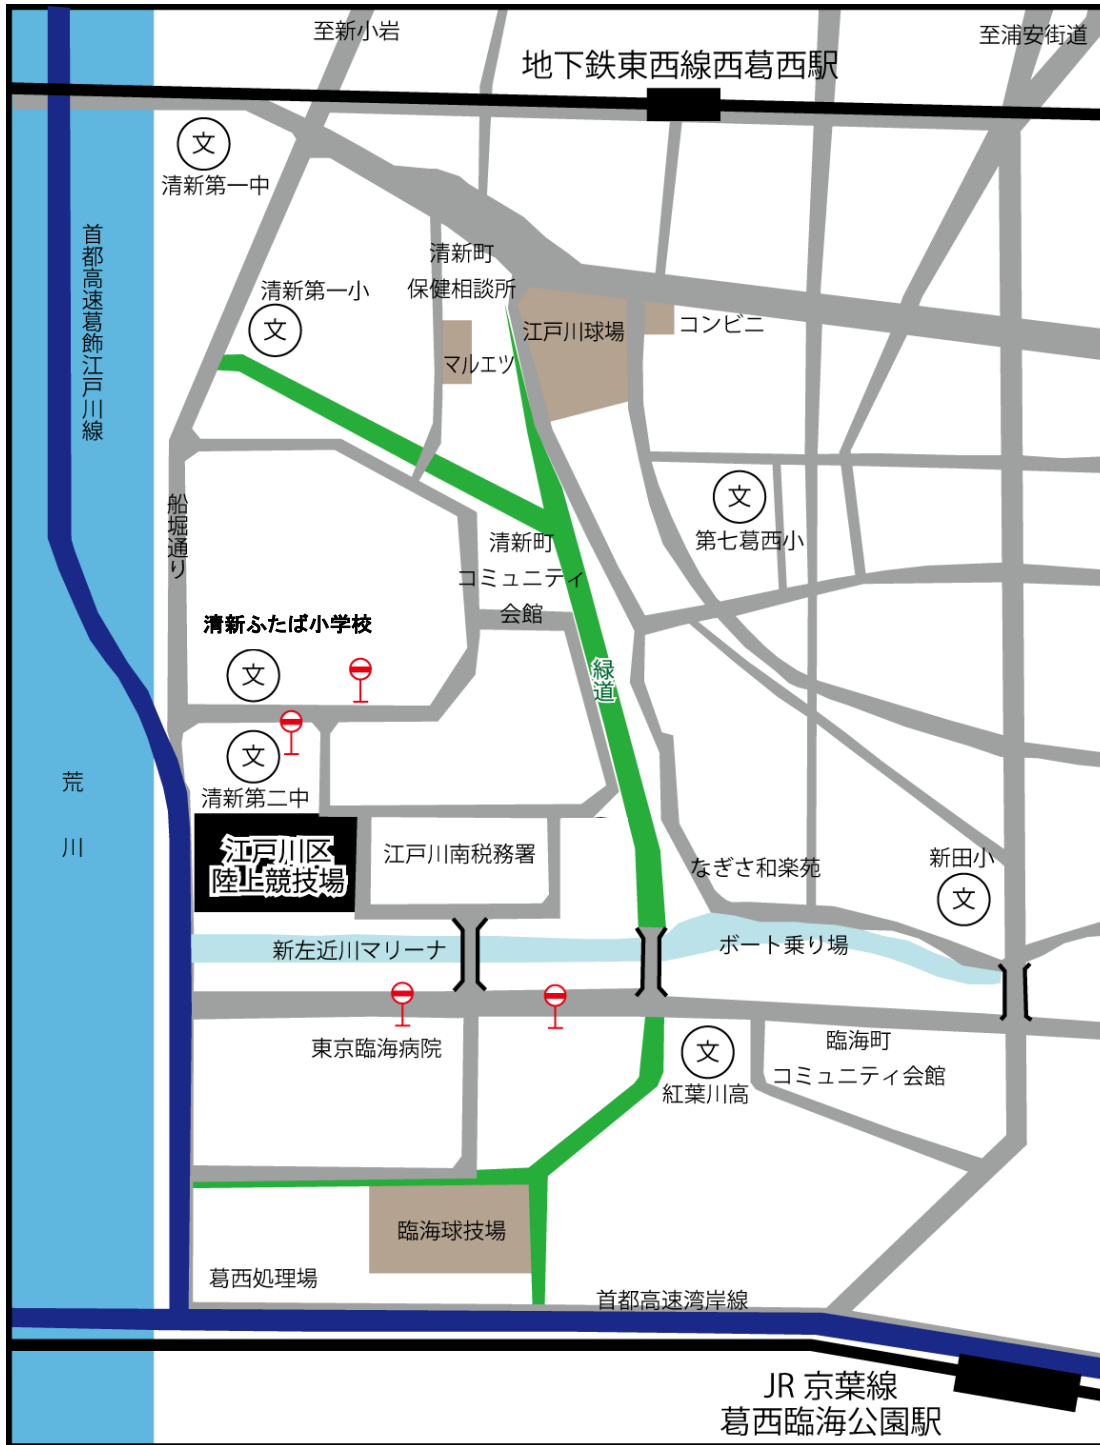 至新小岩
至浦安街道
地下鉄東西線西葛西駅
文
清新第一中
首都高速葛飾江戸川線
清新町
保健相談所
清新第一小
文
江戸川球場
コンビニ
マルエツ
文
第七葛西小
船堀通り
清新町
コミュニティ
会館
清新ふたば小学校
文
緑道
文
清新第二中
荒川
江戸川区
陸上競技場
江戸川南税務署
なぎさ和楽苑
新田小
文
新左近川マリーナ
ボート乗り場
東京臨海病院
文
紅葉川高
臨海町
コミュニティ会館
臨海球技場
葛西処理場
首都高速湾岸線
JR 京葉線
葛西臨海公園駅